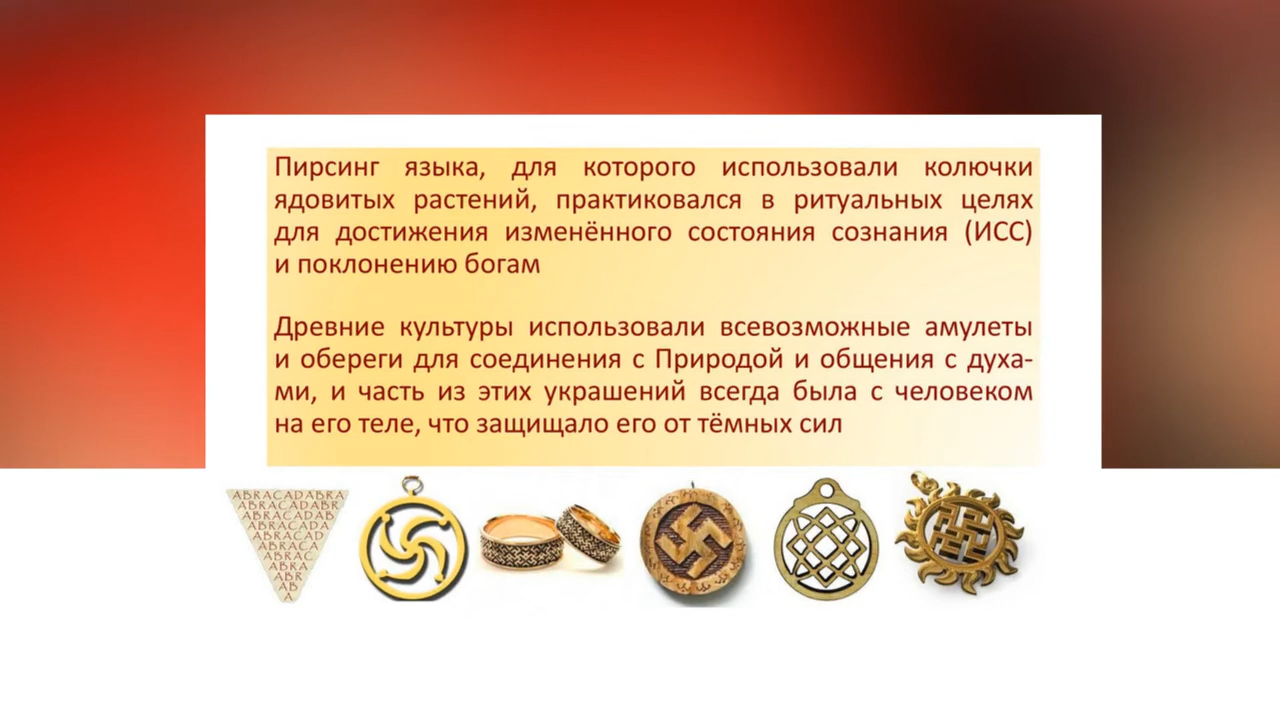 Пирсинг языка, для которого использовали колючки
ядовитых растений, практиковался в ритуальных целях
для достижения изменённого состояния сознания (ИСС)
и поклонению богам
Древние культуры использовали всевозможные амулеты
и обереги для соединения с Природой и общения с духа-
ми, и часть из этих украшений всегда была с человеком
на его теле, что защищало его от тёмных сил
ABRACADABRA
ABRACADABR
ABRACADAB
ABRACADA
ABRACAD
ABRACA
ABRAC
ABRA
ABR
AB
A